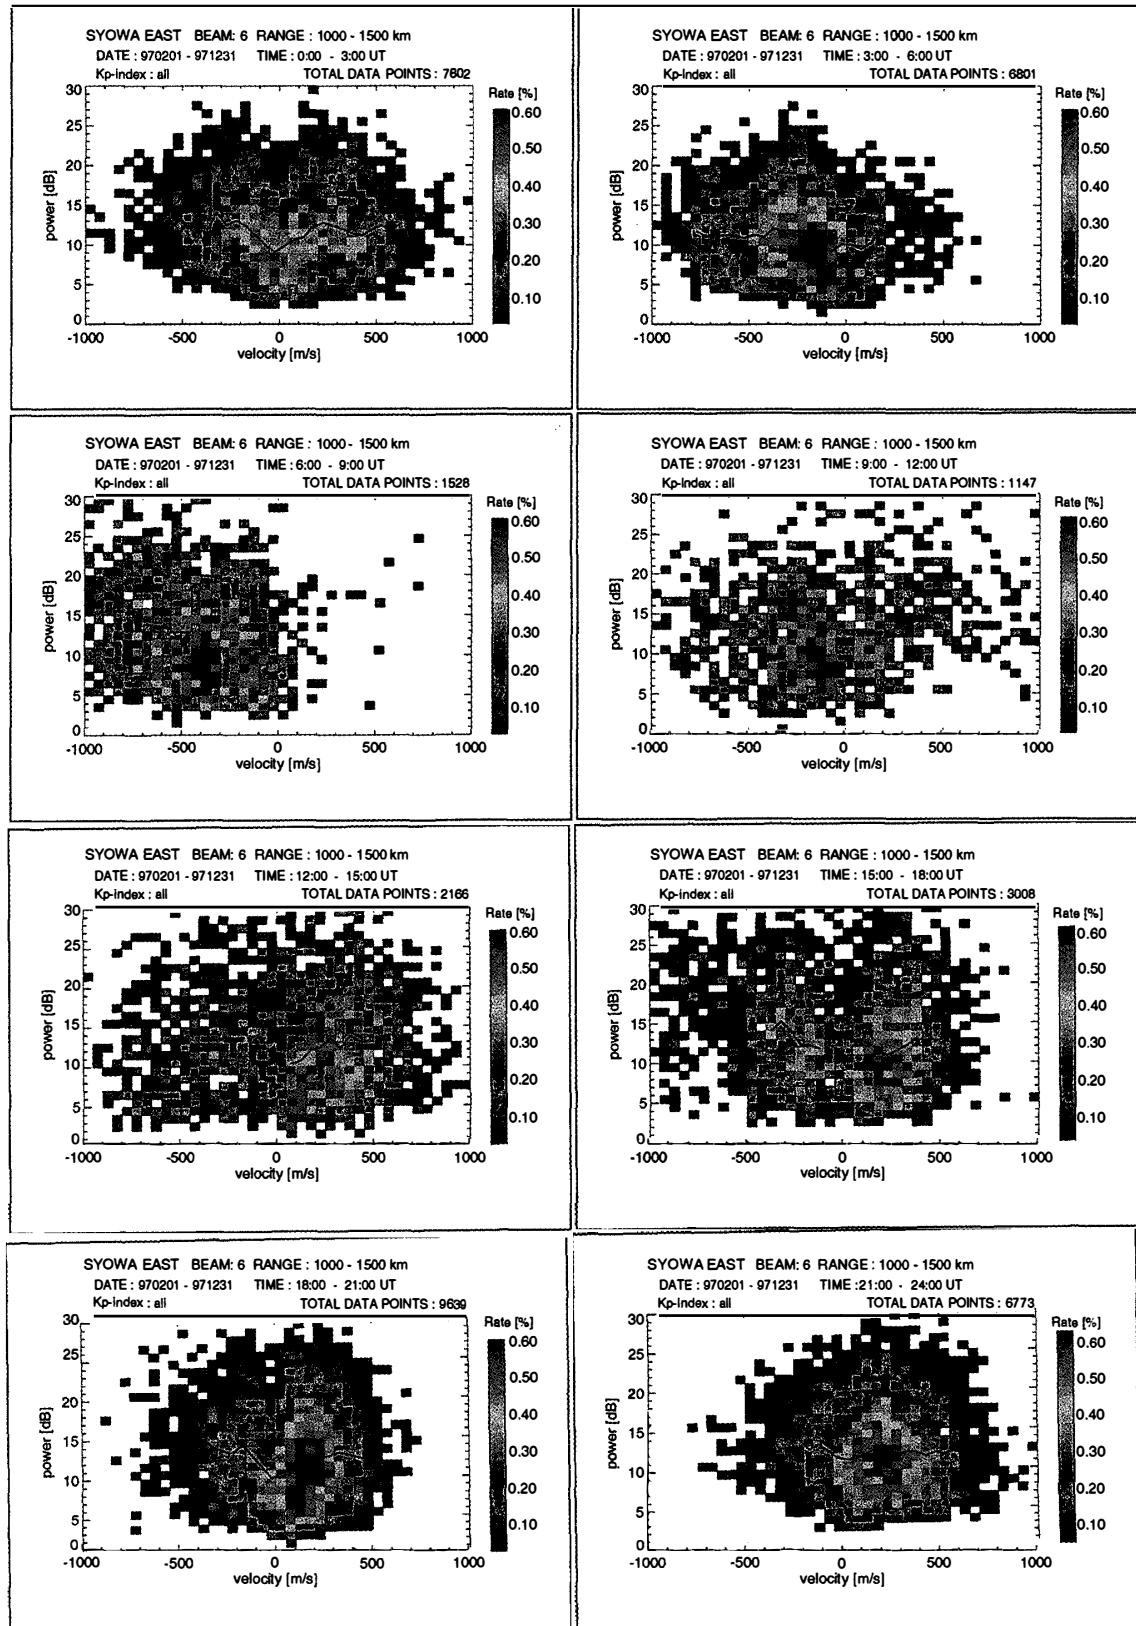 SYOWA EAST BEAM: 6 RANGE : 1000 - 1500 km
DATE : 970201 - 971231 TIME : 0:00 - 3:00 UT
Kp-index : all TOTAL DATA POINTS : 7802
Rate [%]
30
25
20
15
10
5
0
power [dB]
0.60
0.50
0.40
0.30
0.20
0.10
-1000 -500 0 500 1000
velocity [m/s]
SYOWA EAST BEAM: 6 RANGE : 1000 - 1500 km
DATE : 970201 - 971231 TIME : 3:00 - 6:00 UT
Kp-index : all TOTAL DATA POINTS : 6801
Rate [%]
30
25
20
15
10
5
0
power [dB]
0.60
0.50
0.40
0.30
0.20
0.10
-1000 -500 0 500 1000
velocity [m/s]
SYOWA EAST BEAM: 6 RANGE : 1000 - 1500 km
DATE : 970201 - 971231 TIME : 6:00 - 9:00 UT
Kp-index : all TOTAL DATA POINTS : 1528
Rate [%]
30
25
20
15
10
5
0
power [dB]
0.60
0.50
0.40
0.30
0.20
0.10
-1000 -500 0 500 1000
velocity [m/s]
SYOWA EAST BEAM: 6 RANGE : 1000 - 1500 km
DATE : 970201 - 971231 TIME : 9:00 - 12:00 UT
Kp-index : all TOTAL DATA POINTS : 1147
Rate [%]
30
25
20
15
10
5
0
power [dB]
0.60
0.50
0.40
0.30
0.20
0.10
-1000 -500 0 500 1000
velocity [m/s]
SYOWA EAST BEAM: 6 RANGE : 1000 - 1500 km
DATE : 970201 - 971231 TIME : 12:00 - 15:00 UT
Kp-index : all TOTAL DATA POINTS : 2166
Rate [%]
30
25
20
15
10
5
0
power [dB]
0.60
0.50
0.40
0.30
0.20
0.10
-1000 -500 0 500 1000
velocity [m/s]
SYOWA EAST BEAM: 6 RANGE : 1000 - 1500 km
DATE : 970201 - 971231 TIME : 15:00 - 18:00 UT
Kp-index : all TOTAL DATA POINTS : 3008
Rate [%]
30
25
20
15
10
5
0
power [dB]
0.60
0.50
0.40
0.30
0.20
0.10
-1000 -500 0 500 1000
velocity [m/s]
SYOWA EAST BEAM: 6 RANGE : 1000 - 1500 km
DATE : 970201 - 971231 TIME : 18:00 - 21:00 UT
Kp-index : all TOTAL DATA POINTS : 9639
Rate [%]
30
25
20
15
10
5
0
power [dB]
0.60
0.50
0.40
0.30
0.20
0.10
-1000 -500 0 500 1000
velocity [m/s]
SYOWA EAST BEAM: 6 RANGE : 1000 - 1500 km
DATE : 970201 - 971231 TIME : 21:00 - 24:00 UT
Kp-index : all TOTAL DATA POINTS : 6773
Rate [%]
30
25
20
15
10
5
0
power [dB]
0.60
0.50
0.40
0.30
0.20
0.10
-1000 -500 0 500 1000
velocity [m/s]